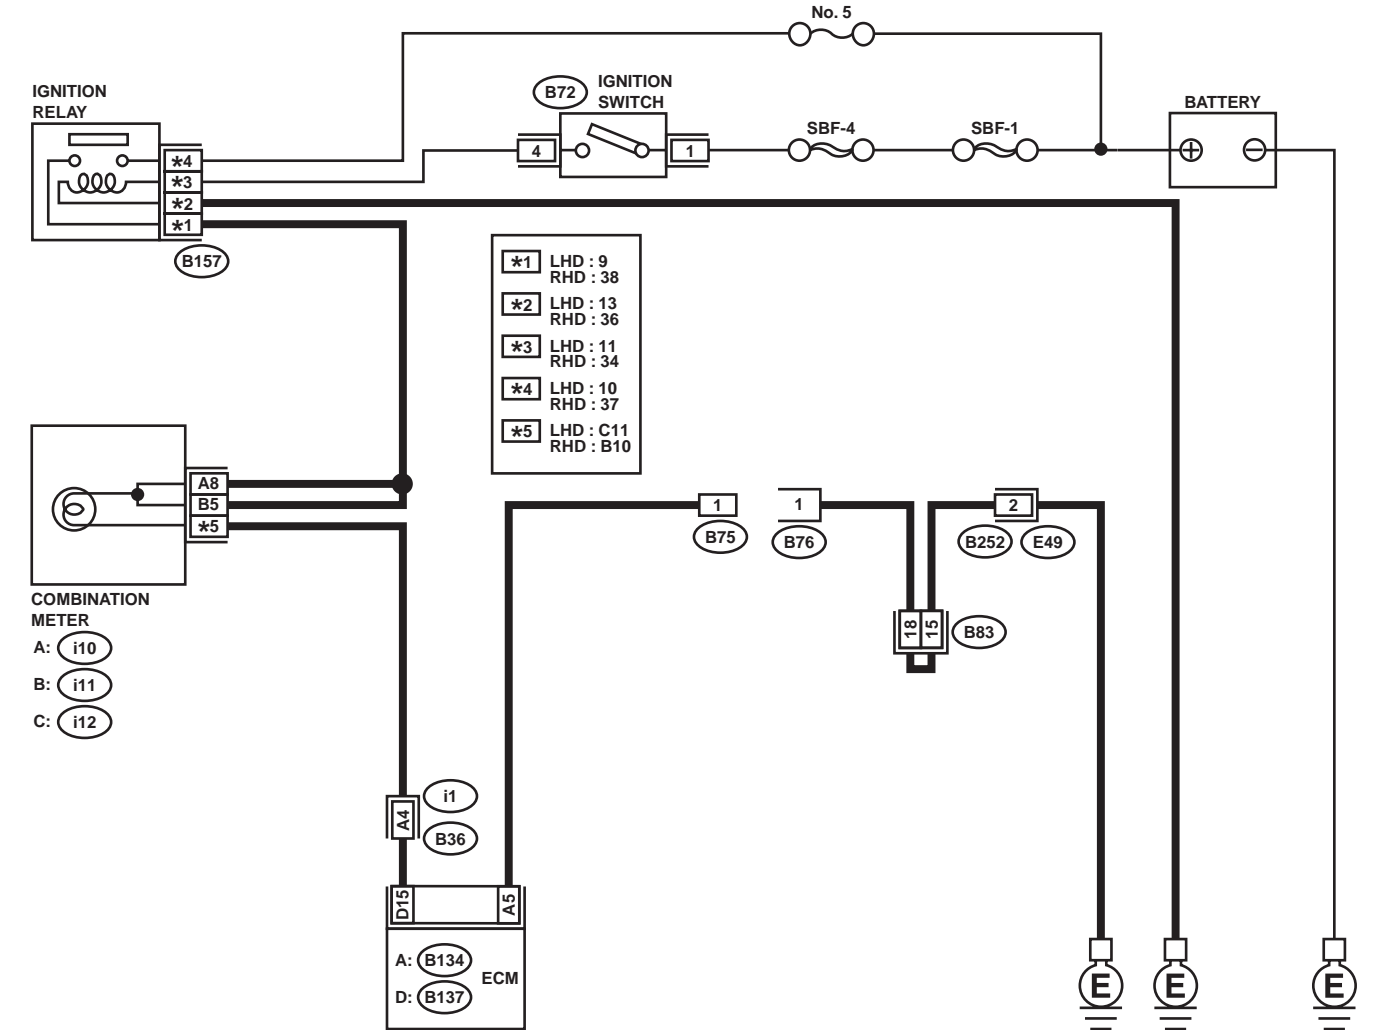 No. 5
IGNITION
RELAY
B72
IGNITION
SWITCH
SBF-4
SBF-1
BATTERY
4
1
*4
*3
*2
*1
B157
*1 LHD : 9
RHD : 38
*2 LHD : 13
RHD : 36
*3 LHD : 11
RHD : 34
*4 LHD : 10
RHD : 37
*5 LHD : C11
RHD : B10
A8
B5
*5
COMBINATION
METER
A: i10
B: i11
C: i12
1
B75
1
B76
2
B252
E49
18
15
B83
A4
i1
B36
D15
A5
A: B134
D: B137
ECM
E
E
E